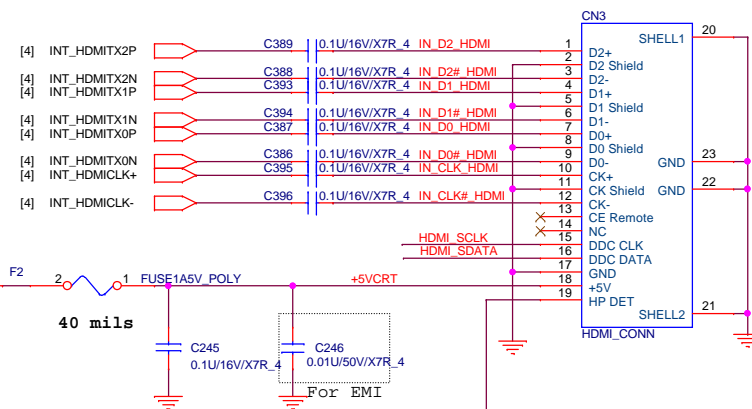 CN3
[4] INT_HDMITX2P C389 0.1U/16V/X7R_4 IN_D2_HDMI 1 D2+ SHELL1 20
2 D2 Shield
[4] INT_HDMITX2N C388 0.1U/16V/X7R_4 IN_D2#_HDMI 3 D2-
[4] INT_HDMITX1P C393 0.1U/16V/X7R_4 IN_D1_HDMI 4 D1+
5 D1 Shield
[4] INT_HDMITX1N C394 0.1U/16V/X7R_4 IN_D1#_HDMI 6 D1-
[4] INT_HDMITX0P C387 0.1U/16V/X7R_4 IN_D0_HDMI 7 D0+
8 D0 Shield
[4] INT_HDMITX0N C386 0.1U/16V/X7R_4 IN_D0#_HDMI 9 D0- GND 23
[4] INT_HDMICLK+ C395 0.1U/16V/X7R_4 IN_CLK_HDMI 10 CK+
11 CK Shield GND 22
[4] INT_HDMICLK- C396 0.1U/16V/X7R_4 IN_CLK#_HDMI 12 CK-
13 CE Remote
14 NC
HDMI_SCLK 15 DDC CLK
HDMI_SDATA 16 DDC DATA
17 GND
F2 2 1 FUSE1A5V_POLY +5VCRT 18 +5V
19 HP DET
SHELL2 21
40 mils
HDMI_CONN
C245
0.1U/16V/X7R_4
C246
0.01U/50V/X7R_4
For EMI